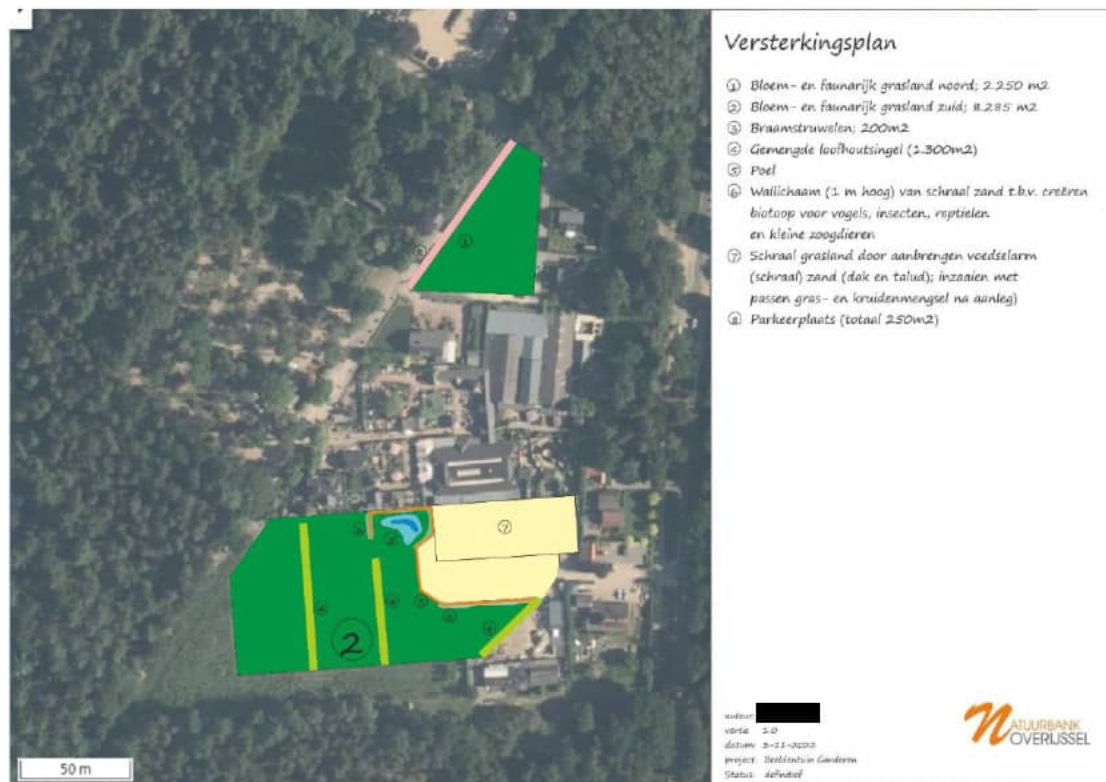 Versterkingsplan
① Bloem- en faunarijk grasland noord; 2.250 m2
② Bloem- en faunarijk grasland zuid; 8.285 m2
③ Braamstruwelen; 200m2
④ Gemengde loofhoutsingel (1.300m2)
⑤ Poel
⑥ Wallichaam (1 m hoog) van schraal zand t.b.v. creëren
biotoop voor vogels, insecten, reptielen
en kleine zoogdieren
⑦ Schraal grasland door aanbrengen voedselarm
(schraal) zand (dak en talud); inzaaien met
passen gras- en kruidenmengsel na aanleg)
⑧ Parkeerplaats (totaal 250m2)
①
⑦
④
④
2
50 m
auteur:
versie 1.0
datum
project: Beeldentuin Garderen
Status: definitief
NATUURBANK
OVERIJSSEL